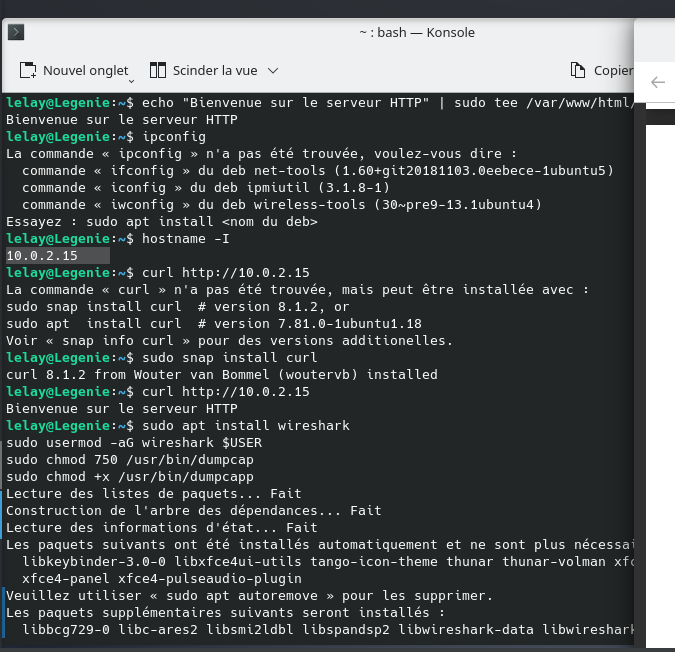 ~ : bash — Konsole
Nouvel onglet
Scinder la vue
Copier
lelay@Legenie:~$ echo "Bienvenue sur le serveur HTTP" | sudo tee /var/www/html/
Bienvenue sur le serveur HTTP
lelay@Legenie:~$ ipconfig
La commande « ipconfig » n'a pas été trouvée, voulez-vous dire :
  commande « ifconfig » du deb net-tools (1.60+git20181103.0eebece-1ubuntu5)
  commande « iconfig » du deb ipmiutil (3.1.8-1)
  commande « iwconfig » du deb wireless-tools (30~pre9-13.1ubuntu4)
Essayez : sudo apt install <nom du deb>
lelay@Legenie:~$ hostname -I
10.0.2.15
lelay@Legenie:~$ curl http://10.0.2.15
La commande « curl » n'a pas été trouvée, mais peut être installée avec :
sudo snap install curl  # version 8.1.2, or
sudo apt  install curl  # version 7.81.0-1ubuntu1.18
Voir « snap info curl » pour des versions additionelles.
lelay@Legenie:~$ sudo snap install curl
curl 8.1.2 from Wouter van Bommel (woutervb) installed
lelay@Legenie:~$ curl http://10.0.2.15
Bienvenue sur le serveur HTTP
lelay@Legenie:~$ sudo apt install wireshark
sudo usermod -aG wireshark $USER
sudo chmod 750 /usr/bin/dumpcap
sudo chmod +x /usr/bin/dumpcapp
Lecture des listes de paquets... Fait
Construction de l'arbre des dépendances... Fait
Lecture des informations d'état... Fait
Les paquets suivants ont été installés automatiquement et ne sont plus nécessai
  libkeybinder-3.0-0 libxfce4ui-utils tango-icon-theme thunar thunar-volman xfc
  xfce4-panel xfce4-pulseaudio-plugin
Veuillez utiliser « sudo apt autoremove » pour les supprimer.
Les paquets supplémentaires suivants seront installés :
  libbcg729-0 libc-ares2 libsmi2ldbl libspandsp2 libwireshark-data libwireshark